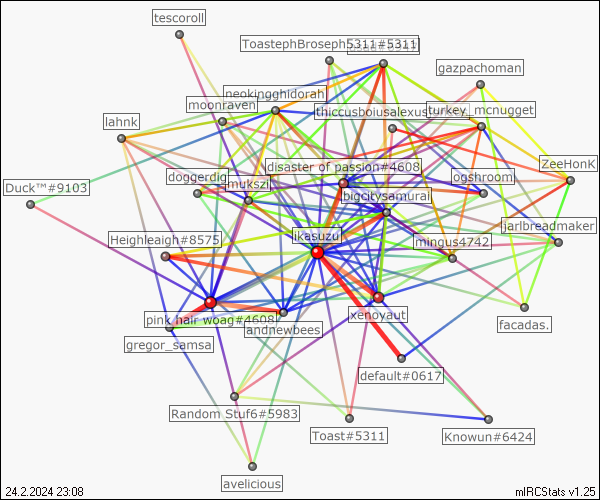 tescoroll
ToastephBroseph5311#5311
gazpachoman
neokingghidorah
moonraven
thiccusboiusalexus
turkey_mcnugget
lahnk
disaster of passion#4608
ZeeHonK
doggerdig
mukszi
ogshroom
Duck™#9103
bigcitysamurai
jarlbreadmaker
ikasuzu
Heighleaigh#8575
mingus4742
pink hair woag#4608
xenoyaut
andnewbees
facadas.
gregor_samsa
default#0617
Random Stuf6#5983
Toast#5311
Knowun#6424
avelicious
24.2.2024 23:08
mIRCStats v1.25